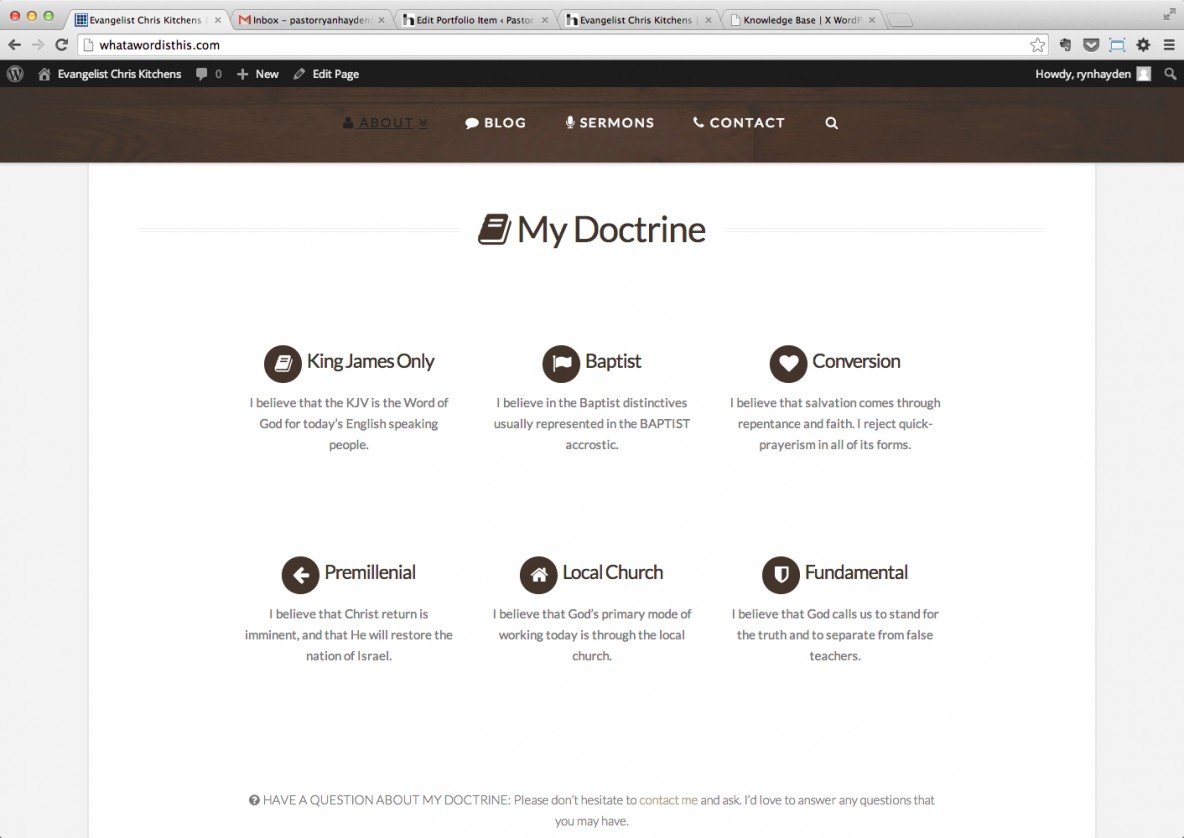 Evangelist Chris Kitchens |
Inbox – pastorryanhayden
Edit Portfolio Item ‹ Pastor
Evangelist Chris Kitchens |
Knowledge Base | X WordP
whatawordisthis.com
Evangelist Chris Kitchens 0 New Edit Page Howdy, rynhayden
ABOUT BLOG SERMONS CONTACT
My Doctrine
King James Only
I believe that the KJV is the Word of
God for today's English speaking
people.
Baptist
I believe in the Baptist distinctives
usually represented in the BAPTIST
accrostic.
Conversion
I believe that salvation comes through
repentance and faith. I reject quick-
prayerism in all of its forms.
Premillenial
I believe that Christ return is
imminent, and that He will restore the
nation of Israel.
Local Church
I believe that God's primary mode of
working today is through the local
church.
Fundamental
I believe that God calls us to stand for
the truth and to separate from false
teachers.
HAVE A QUESTION ABOUT MY DOCTRINE: Please don't hesitate to contact me and ask. I'd love to answer any questions that
you may have.